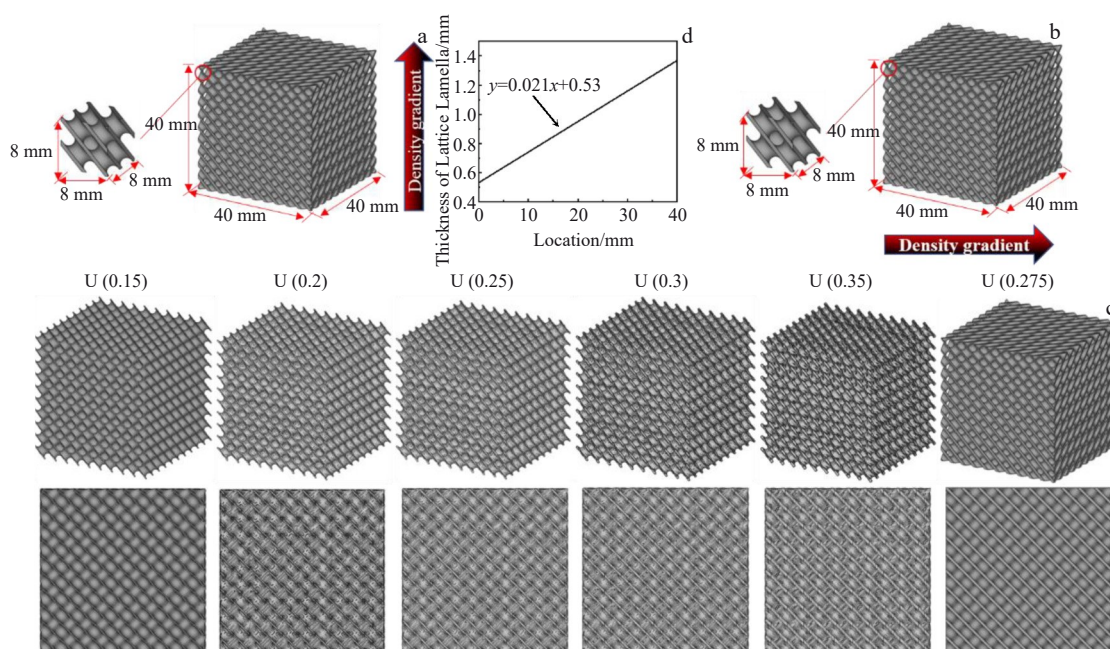 a
Density gradient
8 mm
8 mm
8 mm
40 mm
40 mm
40 mm
d
Thickness of Lattice Lamella/mm
1.4
1.2
1.0
0.8
0.6
0.4
y=0.021x+0.53
0
10
20
30
40
Location/mm
b
8 mm
8 mm
8 mm
40 mm
40 mm
40 mm
Density gradient
U (0.15)
U (0.2)
U (0.25)
U (0.3)
U (0.35)
U (0.275)
c